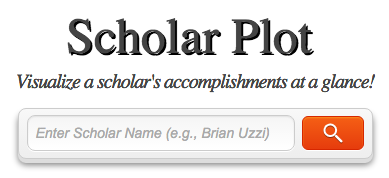 Scholar Plot
Visualize a scholar's accomplishments at a glance!
Enter Scholar Name (e.g., Brian Uzzi)